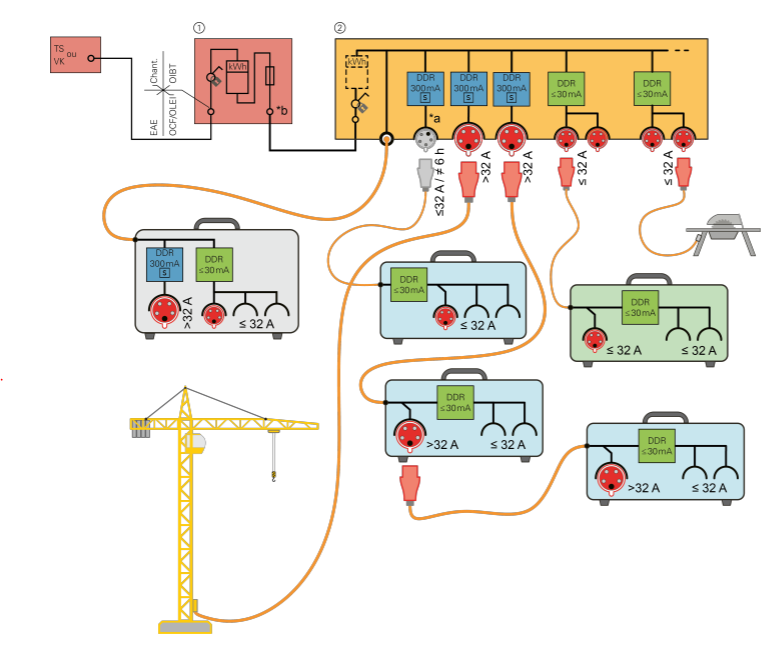 ①
②
TS ou
VK
Chant.
OIBT
EAE
OCF/OLEI
kWh
*b
kWh
DDR
300mA
S
DDR
300mA
S
DDR
300mA
S
DDR
≤30mA
DDR
≤30mA
*a
≤32 A / ≠ 6 h
>32 A
>32 A
≤ 32 A
≤ 32 A
DDR
300mA
S
DDR
≤30mA
>32 A
≤ 32 A
DDR
≤30mA
≤ 32 A
DDR
≤30mA
≤ 32 A
≤ 32 A
DDR
≤30mA
>32 A
≤ 32 A
DDR
≤30mA
>32 A
≤ 32 A